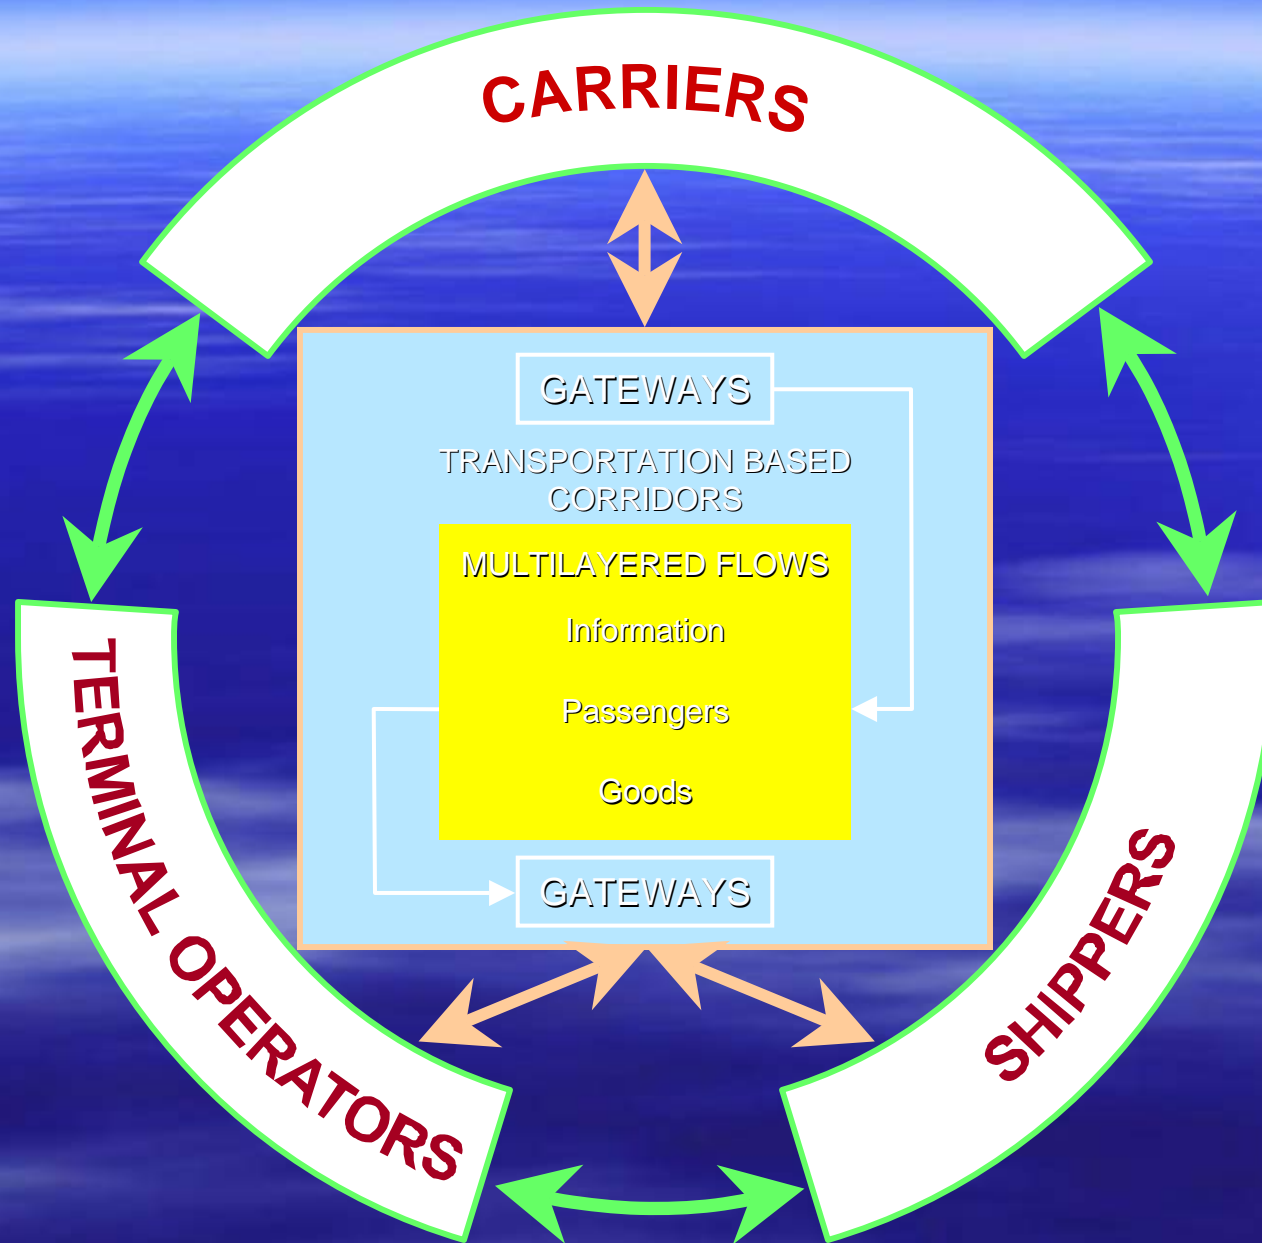 CARRIERS
GATEWAYS
TRANSPORTATION BASED
CORRIDORS
MULTILAYERED FLOWS
Information
Passengers
Goods
GATEWAYS
TERMINAL OPERATORS
SHIPPERS